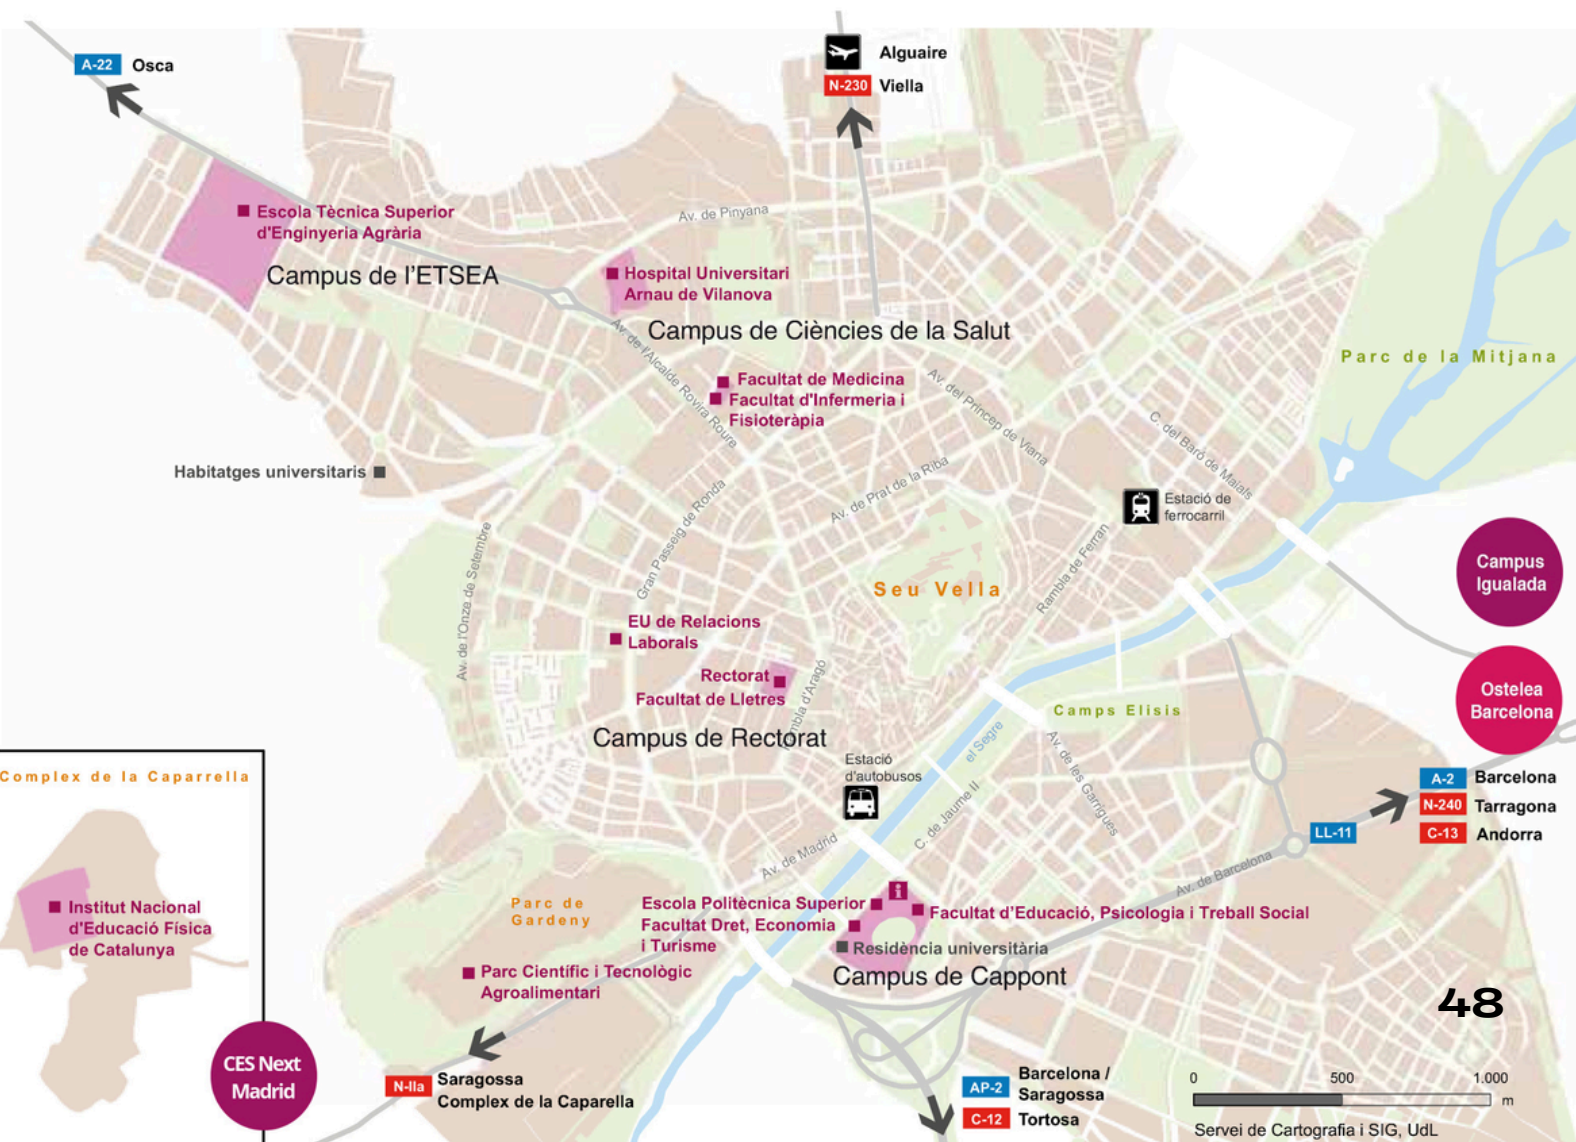 A-22 Osca
Alguaire
N-230 Viella
Escola Tècnica Superior
d'Enginyeria Agrària
Campus de l'ETSEA
Av. de Pinyana
Hospital Universitari
Arnau de Vilanova
Campus de Ciències de la Salut
Av. de l'Alcalde Rovira Roure
Parc de la Mitjana
Facultat de Medicina
Facultat d'Infermeria i
Fisioteràpia
Av. del Príncep de Viana
C. del Baró de Maials
Habitatges universitaris
Av. de Prat de la Riba
Gran Passeig de Ronda
Estació de
ferrocarril
Av. de l'Onze de Setembre
Rambla de Ferran
Campus
Igualada
Seu Vella
EU de Relacions
Laborals
Rectorat
Facultat de Lletres
Rambla d'Aragó
Ostelea
Barcelona
Camps Elisis
Campus de Rectorat
el Segre
Av. de les Garrigues
Estació
d'autobusos
C. de Jaume II
Complex de la Caparrella
A-2 Barcelona
N-240 Tarragona
C-13 Andorra
LL-11
Av. de Madrid
Av. de Barcelona
Institut Nacional
d'Educació Física
de Catalunya
Parc de
Gardeny
Escola Politècnica Superior
Facultat Dret, Economia
i Turisme
Facultat d'Educació, Psicologia i Treball Social
Residència universitària
Campus de Cappont
Parc Científic i Tecnològic
Agroalimentari
48
CES Next
Madrid
N-IIa Saragossa
Complex de la Caparella
AP-2 Barcelona /
Saragossa
C-12 Tortosa
0 500 1.000
m
Servei de Cartografia i SIG, UdL